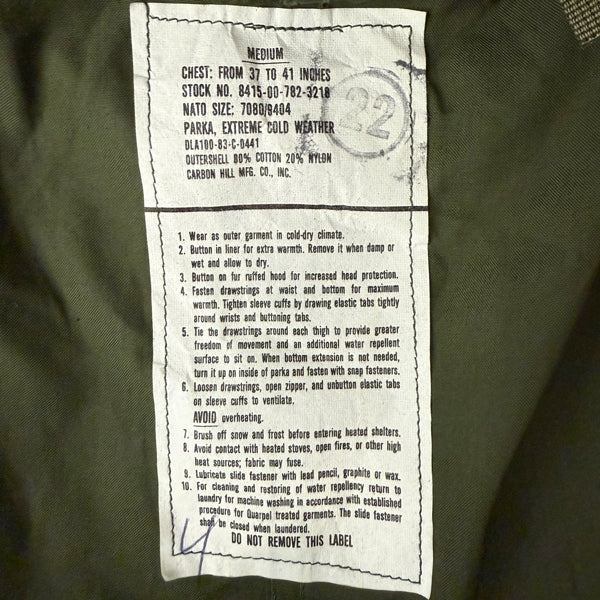 MEDIUM
CHEST: FROM 37 TO 41 INCHES
STOCK NO. 8415-00-782-3218
NATO SIZE: 7080/9404
PARKA, EXTREME COLD WEATHER
DLA100-83-C-0441
OUTERSHELL 80% COTTON 20% NYLON
CARBON HILL MFG. CO., INC.
22
1. Wear as outer garment in cold-dry climate.
2. Button in liner for extra warmth. Remove it when damp or
wet and allow to dry.
3. Button on fur ruffed hood for increased head protection.
4. Fasten drawstrings at waist and bottom for maximum
warmth. Tighten sleeve cuffs by drawing elastic tabs tightly
around wrists and buttoning tabs.
5. Tie the drawstrings around each thigh to provide greater
freedom of movement and an additional water repellent
surface to sit on. When bottom extension is not needed,
turn it up on inside of parka and fasten with snap fasteners.
6. Loosen drawstrings, open zipper, and unbutton elastic tabs
on sleeve cuffs to ventilate.
AVOID overheating.
7. Brush off snow and frost before entering heated shelters.
8. Avoid contact with heated stoves, open fires, or other high
heat sources; fabric may fuse.
9. Lubricate slide fastener with lead pencil, graphite or wax.
10. For cleaning and restoring of water repellency return to
laundry for machine washing in accordance with established
procedure for Quarpel treated garments. The slide fastener
shall be closed when laundered.
DO NOT REMOVE THIS LABEL
4